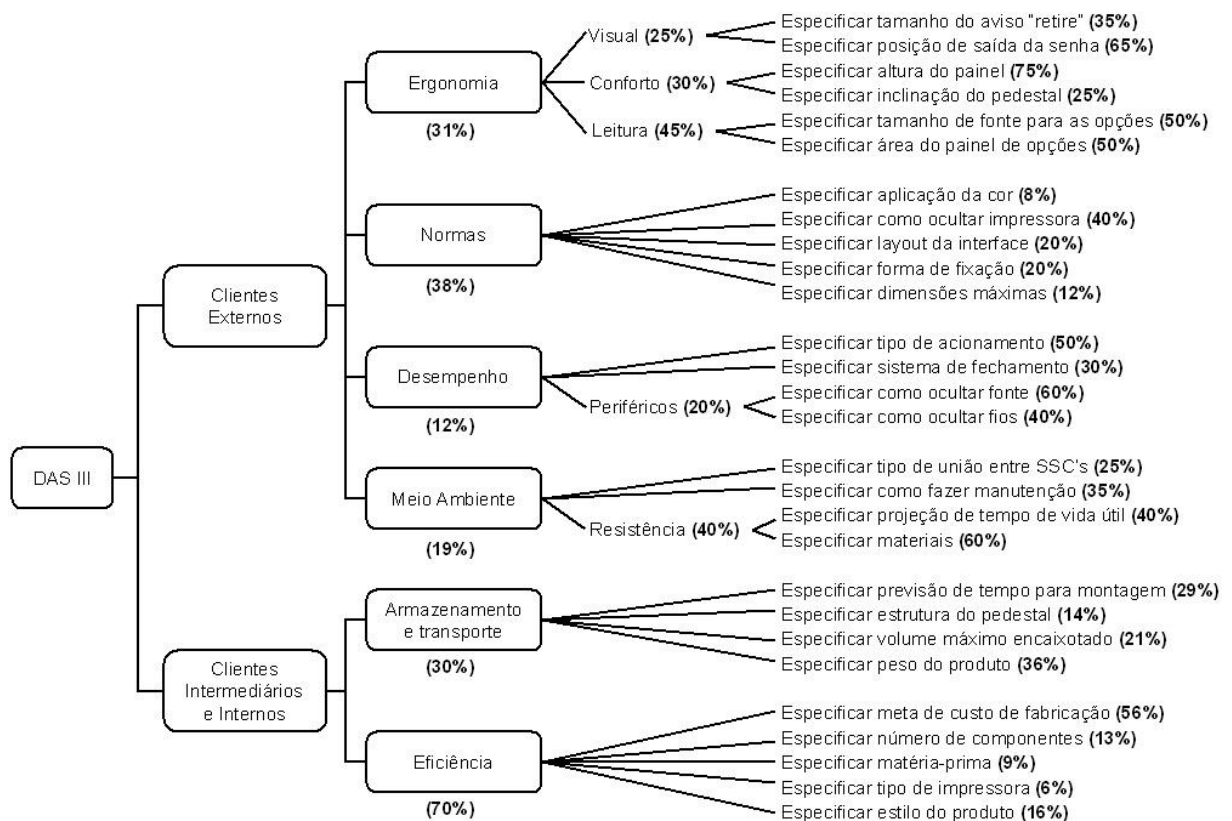 DAS III
Clientes
Externos
Ergonomia
(31%)
Visual (25%)
Especificar tamanho do aviso "retire" (35%)
Especificar posição de saída da senha (65%)
Conforto (30%)
Especificar altura do painel (75%)
Especificar inclinação do pedestal (25%)
Leitura (45%)
Especificar tamanho de fonte para as opções (50%)
Especificar área do painel de opções (50%)
Normas
(38%)
Especificar aplicação da cor (8%)
Especificar como ocultar impressora (40%)
Especificar layout da interface (20%)
Especificar forma de fixação (20%)
Especificar dimensões máximas (12%)
Desempenho
(12%)
Especificar tipo de acionamento (50%)
Especificar sistema de fechamento (30%)
Periféricos (20%)
Especificar como ocultar fonte (60%)
Especificar como ocultar fios (40%)
Meio Ambiente
(19%)
Especificar tipo de união entre SSC's (25%)
Especificar como fazer manutenção (35%)
Resistência (40%)
Especificar projeção de tempo de vida útil (40%)
Especificar materiais (60%)
Clientes
Intermediários
e Internos
Armazenamento
e transporte
(30%)
Especificar previsão de tempo para montagem (29%)
Especificar estrutura do pedestal (14%)
Especificar volume máximo encaixotado (21%)
Especificar peso do produto (36%)
Eficiência
(70%)
Especificar meta de custo de fabricação (56%)
Especificar número de componentes (13%)
Especificar matéria-prima (9%)
Especificar tipo de impressora (6%)
Especificar estilo do produto (16%)